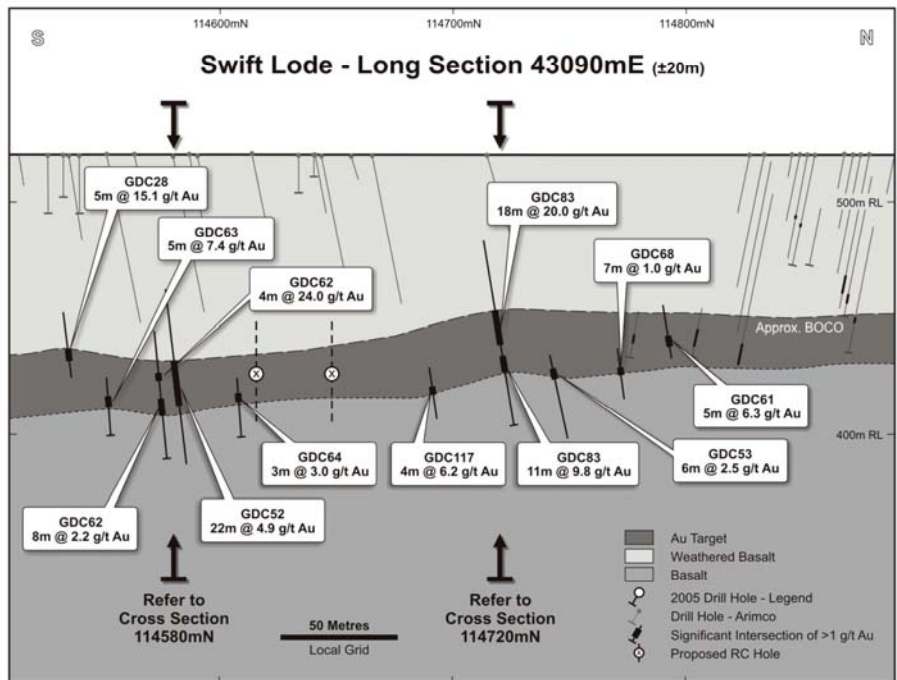 114600mN
114700mN
114800mN
S
N
Swift Lode - Long Section 43090mE (±20m)
GDC28
5m @ 15.1 g/t Au
GDC63
5m @ 7.4 g/t Au
GDC62
4m @ 24.0 g/t Au
GDC83
18m @ 20.0 g/t Au
GDC68
7m @ 1.0 g/t Au
500m RL
Approx. BOCO
GDC61
5m @ 6.3 g/t Au
400m RL
GDC64
3m @ 3.0 g/t Au
GDC117
4m @ 6.2 g/t Au
GDC83
11m @ 9.8 g/t Au
GDC53
6m @ 2.5 g/t Au
GDC62
8m @ 2.2 g/t Au
GDC52
22m @ 4.9 g/t Au
Refer to
Cross Section
114580mN
50 Metres
Local Grid
Refer to
Cross Section
114720mN
Au Target
Weathered Basalt
Basalt
2005 Drill Hole - Legend
Drill Hole - Arimco
Significant Intersection of >1 g/t Au
X
Proposed RC Hole
X
X